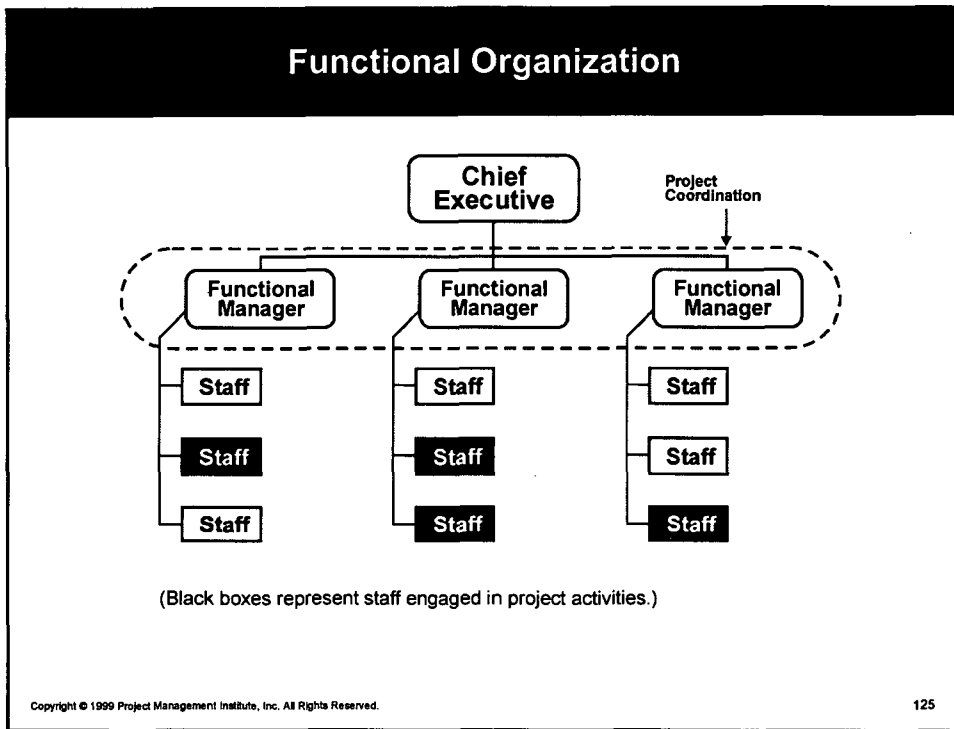 Functional Organization
Chief
Executive
Project
Coordination
Functional
Manager
Functional
Manager
Functional
Manager
Staff
Staff
Staff
Staff
Staff
Staff
Staff
Staff
Staff
(Black boxes represent staff engaged in project activities.)
Copyright © 1999 Project Management Institute, Inc. All Rights Reserved.
125